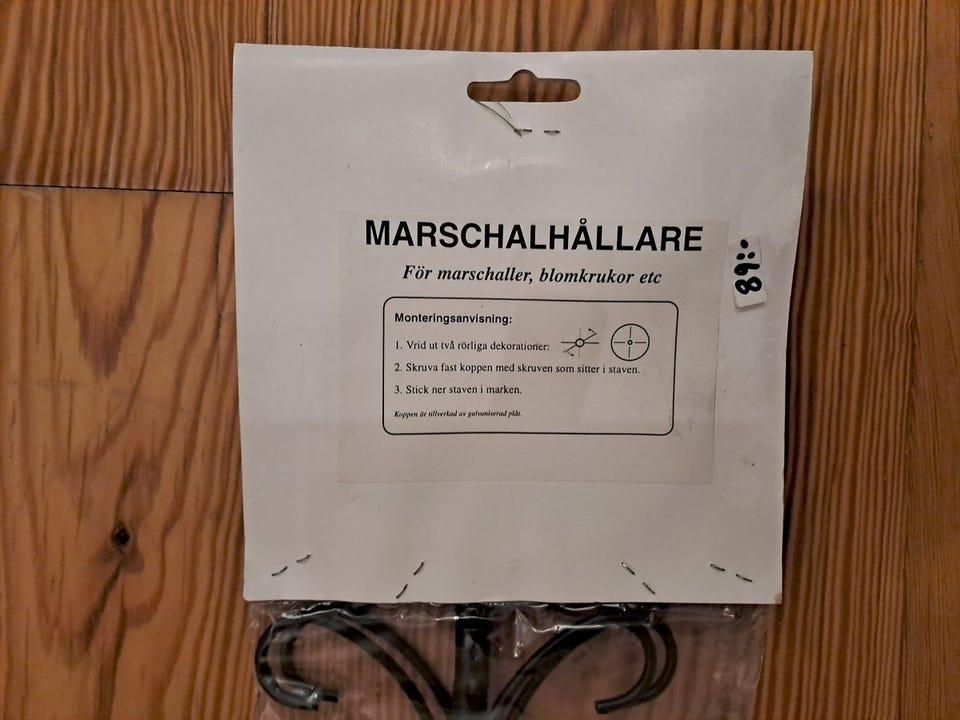 MARSCHALHÅLLARE
För marschaller, blomkrukor etc
89:-
Monteringsanvisning:
1. Vrid ut två rörliga dekorationer:
2. Skruva fast koppen med skruven som sitter i staven.
3. Stick ner staven i marken.
Koppen är tillverkad av galvaniserad plåt.